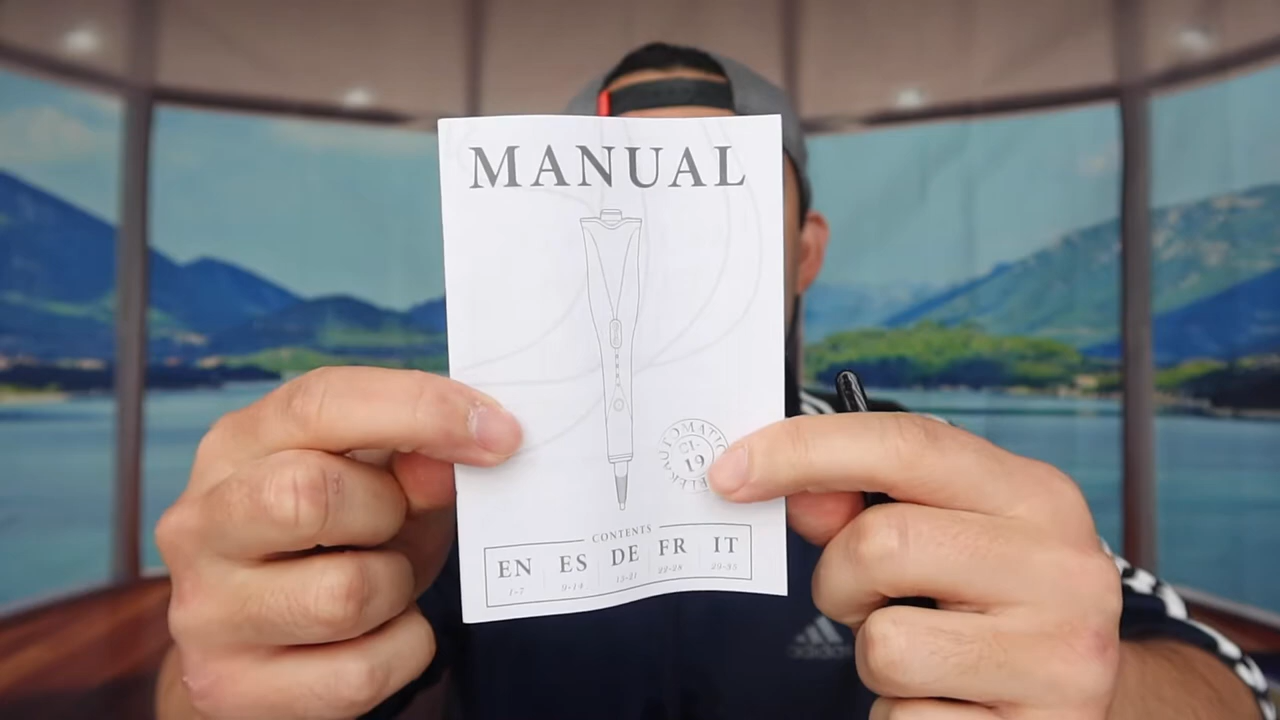 MANUAL
AUTOMATIC
CI-
19
CONTENTS
EN ES DE FR IT
1-7 9-14 15-21 22-28 29-35
adidas